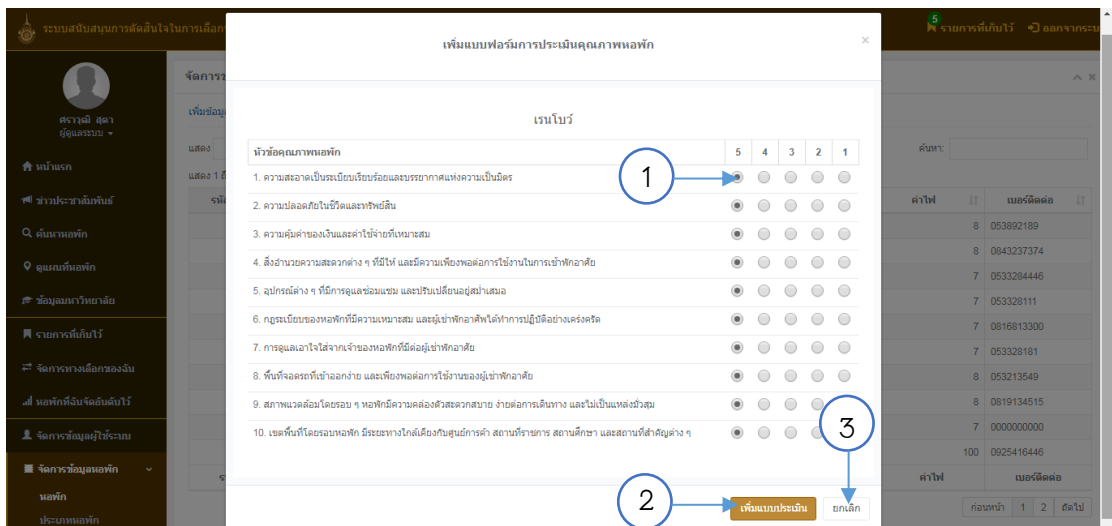 ระบบสนับสนุนการตัดสินใจในการเลือก
5
รายการที่เก็บไว้
ออกจากระบ
เพิ่มแบบฟอร์มการประเมินคุณภาพหอพัก
×
ศราวุฒิ สุดา
ผู้ดูแลระบบ
หน้าแรก
ข่าวประชาสัมพันธ์
ค้นหาหอพัก
ดูแผนที่หอพัก
ข้อมูลมหาวิทยาลัย
รายการที่เก็บไว้
จัดการทางเลือกของฉัน
หอพักที่ฉันจัดอันดับไว้
จัดการข้อมูลผู้ใช้ระบบ
จัดการข้อมูลหอพัก
หอพัก
ประเภทหอพัก
จัดการร
เพิ่มข้อมู
แสดง
แสดง 1 ถึ
รหั
เรนโบว์
หัวข้อคุณภาพหอพัก 5 4 3 2 1
1. ความสะอาดเป็นระเบียบเรียบร้อยและบรรยากาศแห่งความเป็นมิตร
2. ความปลอดภัยในชีวิตและทรัพย์สิน
3. ความคุ้มค่าของเงินและค่าใช้จ่ายที่เหมาะสม
4. สิ่งอำนวยความสะดวกต่าง ๆ ที่มีให้ และมีความเพียงพอต่อการใช้งานในการเข้าพักอาศัย
5. อุปกรณ์ต่าง ๆ ที่มีการดูแลซ่อมแซม และปรับเปลี่ยนอยู่สม่ำเสมอ
6. กฎระเบียบของหอพักที่มีความเหมาะสม และผู้เช่าพักอาศัพได้ทำการปฏิบัติอย่างเคร่งครัด
7. การดูแลเอาใจใส่จากเจ้าของหอพักที่มีต่อผู้เช่าพักอาศัย
8. พื้นที่จอดรถที่เข้าออกง่าย และเพียงพอต่อการใช้งานของผู้เช่าพักอาศัย
9. สภาพแวดล้อมโดยรอบ ๆ หอพักมีความคล่องตัวสะดวกสบาย ง่ายต่อการเดินทาง และไม่เป็นแหล่งมั่วสุม
10. เขตพื้นที่โดยรอบหอพัก มีระยะทางใกล้เคียงกับศูนย์การค้า สถานที่ราชการ สถานศึกษา และสถานที่สำคัญต่าง ๆ
1
2
3
เพิ่มแบบประเมิน
ยกเลิก
ค้นหา:
ค่าไฟ เบอร์ติดต่อ
8 053892189
8 0843237374
7 0533284446
7 053328111
7 0816813300
7 053328181
8 053213549
8 0819134515
7 0000000000
100 0925416446
ค่าไฟ เบอร์ติดต่อ
ก่อนหน้า 1 2 ถัดไป